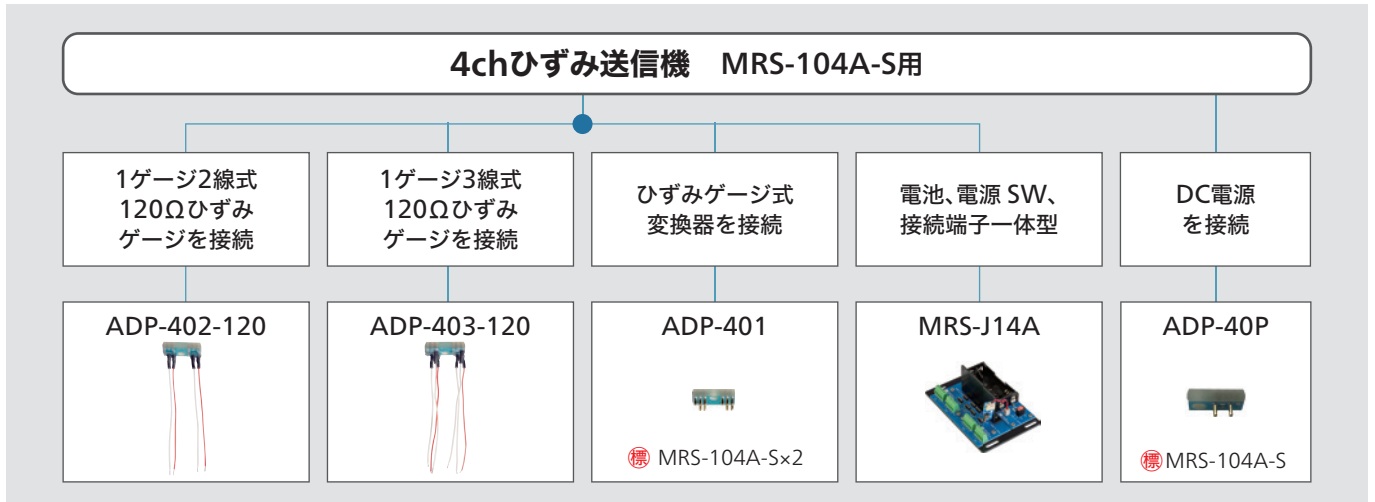 4chひずみ送信機 MRS-104A-S用
1ゲージ2線式
120Ωひずみ
ゲージを接続
1ゲージ3線式
120Ωひずみ
ゲージを接続
ひずみゲージ式
変換器を接続
電池、電源 SW、
接続端子一体型
DC電源
を接続
ADP-402-120
ADP-403-120
ADP-401
標 MRS-104A-S×2
MRS-J14A
ADP-40P
標 MRS-104A-S